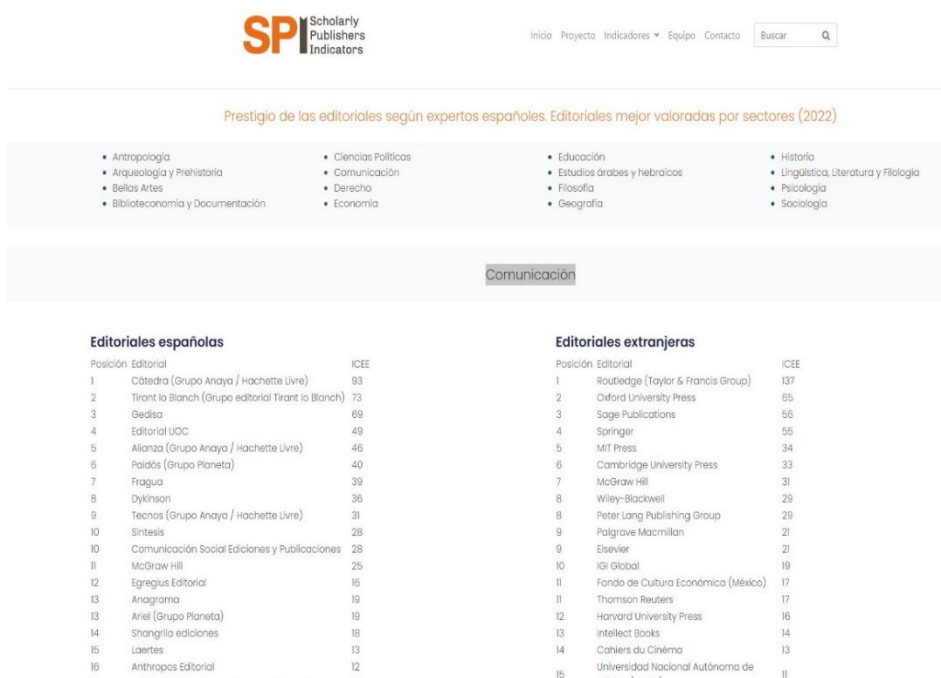 SPI Scholarly
Publishers
Indicators
Inicio Proyecto Indicadores Equipo Contacto Buscar
Prestigio de las editoriales según expertos españoles. Editoriales mejor valoradas por sectores (2022)
• Antropología
• Arqueología y Prehistoria
• Bellas Artes
• Biblioteconomía y Documentación
• Ciencias Políticas
• Comunicación
• Derecho
• Economía
• Educación
• Estudios árabes y hebraicos
• Filosofía
• Geografía
• Historia
• Lingüística, Literatura y Filología
• Psicología
• Sociología
Comunicación
Editoriales españolas
Posición Editorial ICEE
1 Cátedra (Grupo Anaya / Hachette Livre) 93
2 Tirant lo Blanch (Grupo editorial Tirant lo Blanch) 73
3 Gedisa 69
4 Editorial UOC 49
5 Alianza (Grupo Anaya / Hachette Livre) 46
6 Paidós (Grupo Planeta) 40
7 Fragua 39
8 Dykinson 36
9 Tecnos (Grupo Anaya / Hachette Livre) 31
10 Síntesis 28
10 Comunicación Social Ediciones y Publicaciones 28
11 McGraw Hill 25
12 Egregius Editorial 16
13 Anagrama 19
13 Ariel (Grupo Planeta) 19
14 Shangrila ediciones 18
15 Laertes 13
16 Anthropos Editorial 12
Editoriales extranjeras
Posición Editorial ICEE
1 Routledge (Taylor & Francis Group) 137
2 Oxford University Press 65
3 Sage Publications 56
4 Springer 55
5 MIT Press 34
6 Cambridge University Press 33
7 McGraw Hill 31
8 Wiley-Blackwell 29
8 Peter Lang Publishing Group 29
9 Palgrave Macmillan 21
9 Elsevier 21
10 IGI Global 19
11 Fondo de Cultura Económica (México) 17
11 Thomson Reuters 17
12 Harvard University Press 16
13 Intellect Books 14
14 Cahiers du Cinéma 13
15 Universidad Nacional Autónoma de 11